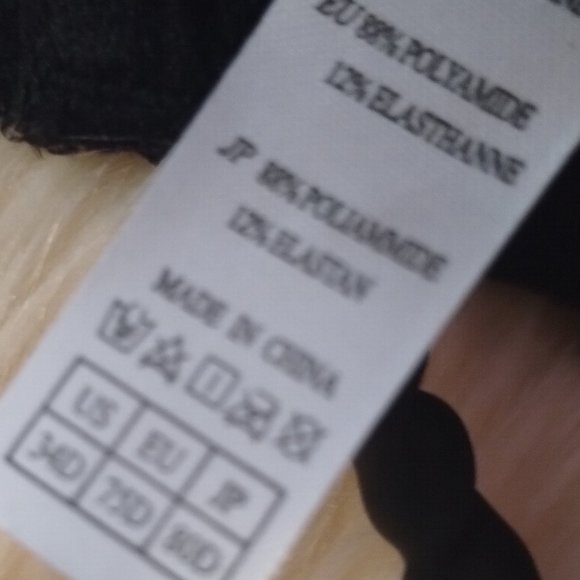 EU 88% POLYAMIDE
12% ELASTHANNE
JP 88% POLIAMMIDE
12% ELASTAN
MADE IN CHINA
US EU JP
34D 75D 80D